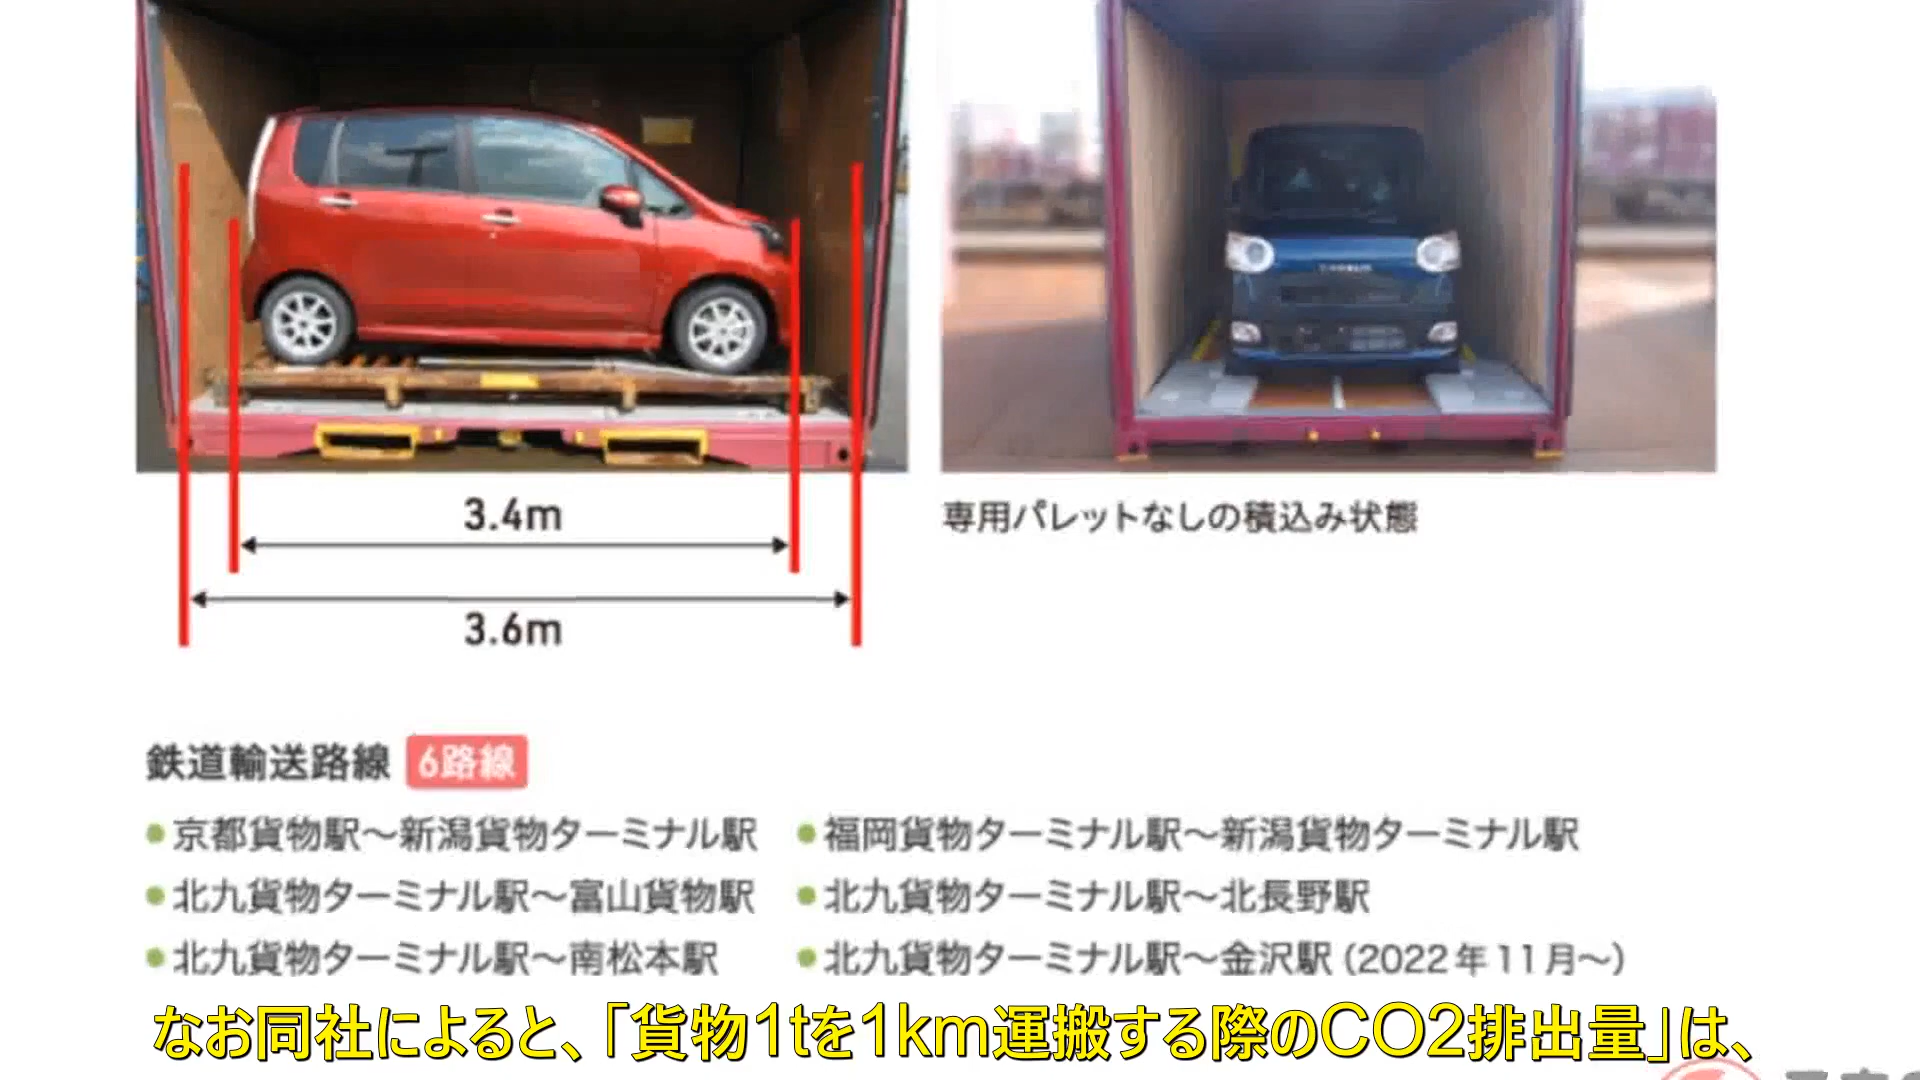 3.4m
3.6m
専用パレットなしの積込み状態
鉄道輸送路線 6路線
●京都貨物駅～新潟貨物ターミナル駅 ●福岡貨物ターミナル駅～新潟貨物ターミナル駅
●北九貨物ターミナル駅～富山貨物駅 ●北九貨物ターミナル駅～北長野駅
●北九貨物ターミナル駅～南松本駅 ●北九貨物ターミナル駅～金沢駅（2022年11月～）
なお同社によると、「貨物1tを1km運搬する際のCO2排出量」は、